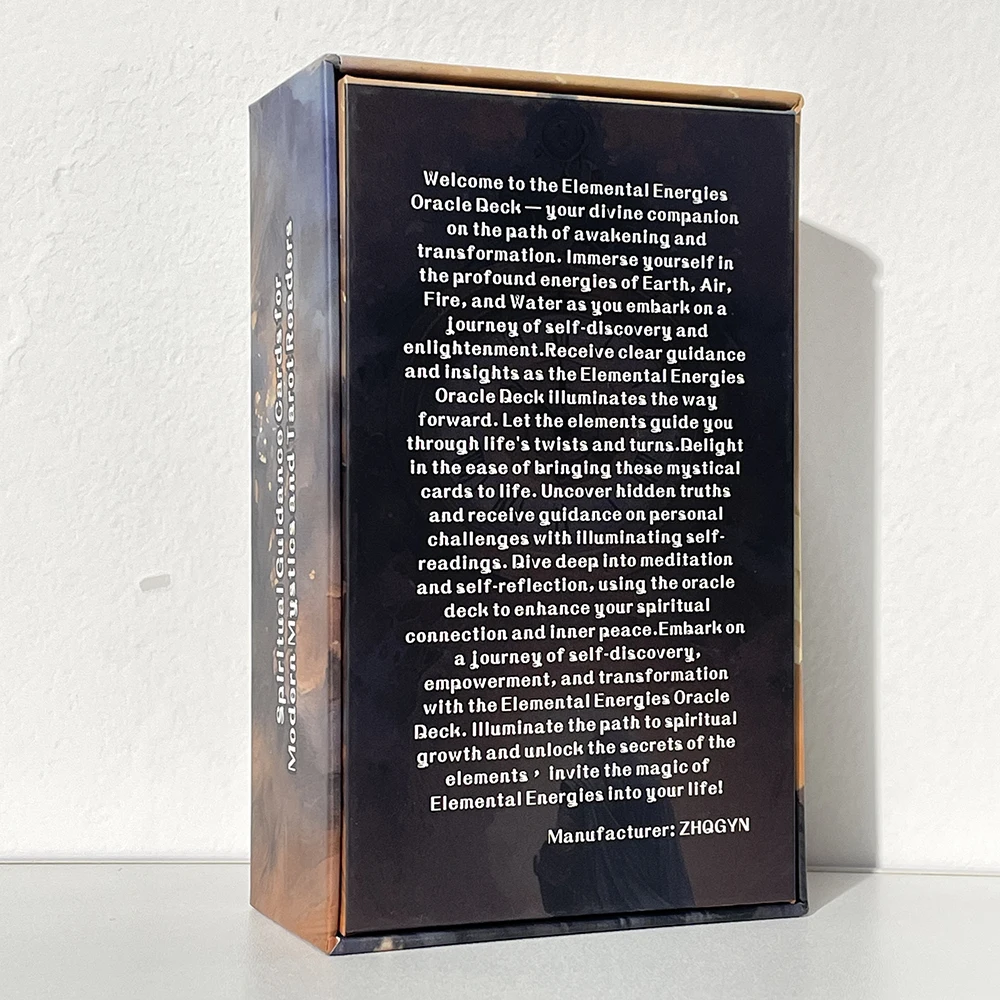 Welcome to the Elemental Energies
Oracle Deck — your divine companion
on the path of awakening and
transformation. Immerse yourself in
the profound energies of Earth, Air,
Fire, and Water as you embark on a
journey of self-discovery and
enlightenment.Receive clear guidance
and insights as the Elemental Energies
Oracle Deck illuminates the way
forward. Let the elements guide you
through life's twists and turns.Delight
in the ease of bringing these mystical
cards to life. Uncover hidden truths
and receive guidance on personal
challenges with illuminating self-
readings. Dive deep into meditation
and self-reflection, using the oracle
deck to enhance your spiritual
connection and inner peace.Embark on
a journey of self-discovery,
empowerment, and transformation
with the Elemental Energies Oracle
Deck. Illuminate the path to spiritual
growth and unlock the secrets of the
elements， invite the magic of
Elemental Energies into your life!
Manufacturer: ZHQGYN
Spiritual Guidance Cards for
Modern Mystics and Tarot Readers